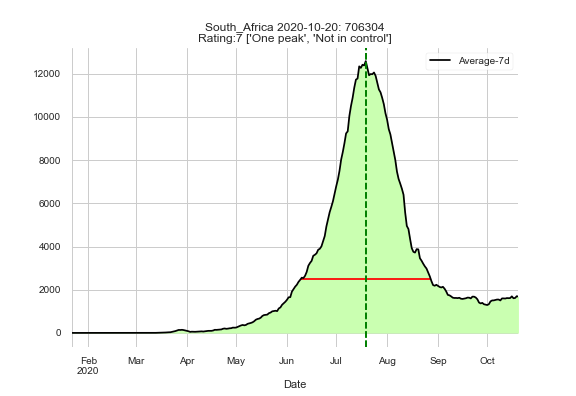 South_Africa 2020-10-20: 706304
Rating:7 ['One peak', 'Not in control']
Average-7d
12000
10000
8000
6000
4000
2000
0
Feb Mar Apr May Jun Jul Aug Sep Oct
2020
Date